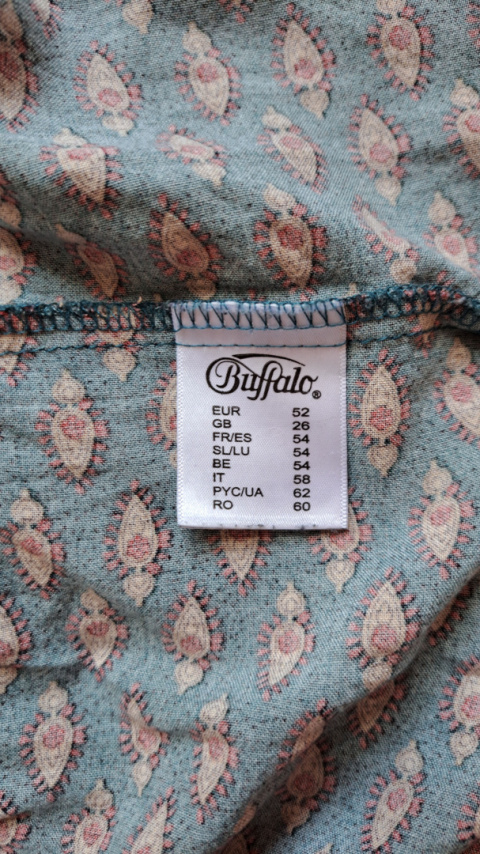 Buffalo®
EUR 52
GB 26
FR/ES 54
SL/LU 54
BE 54
IT 58
PYC/UA 62
RO 60